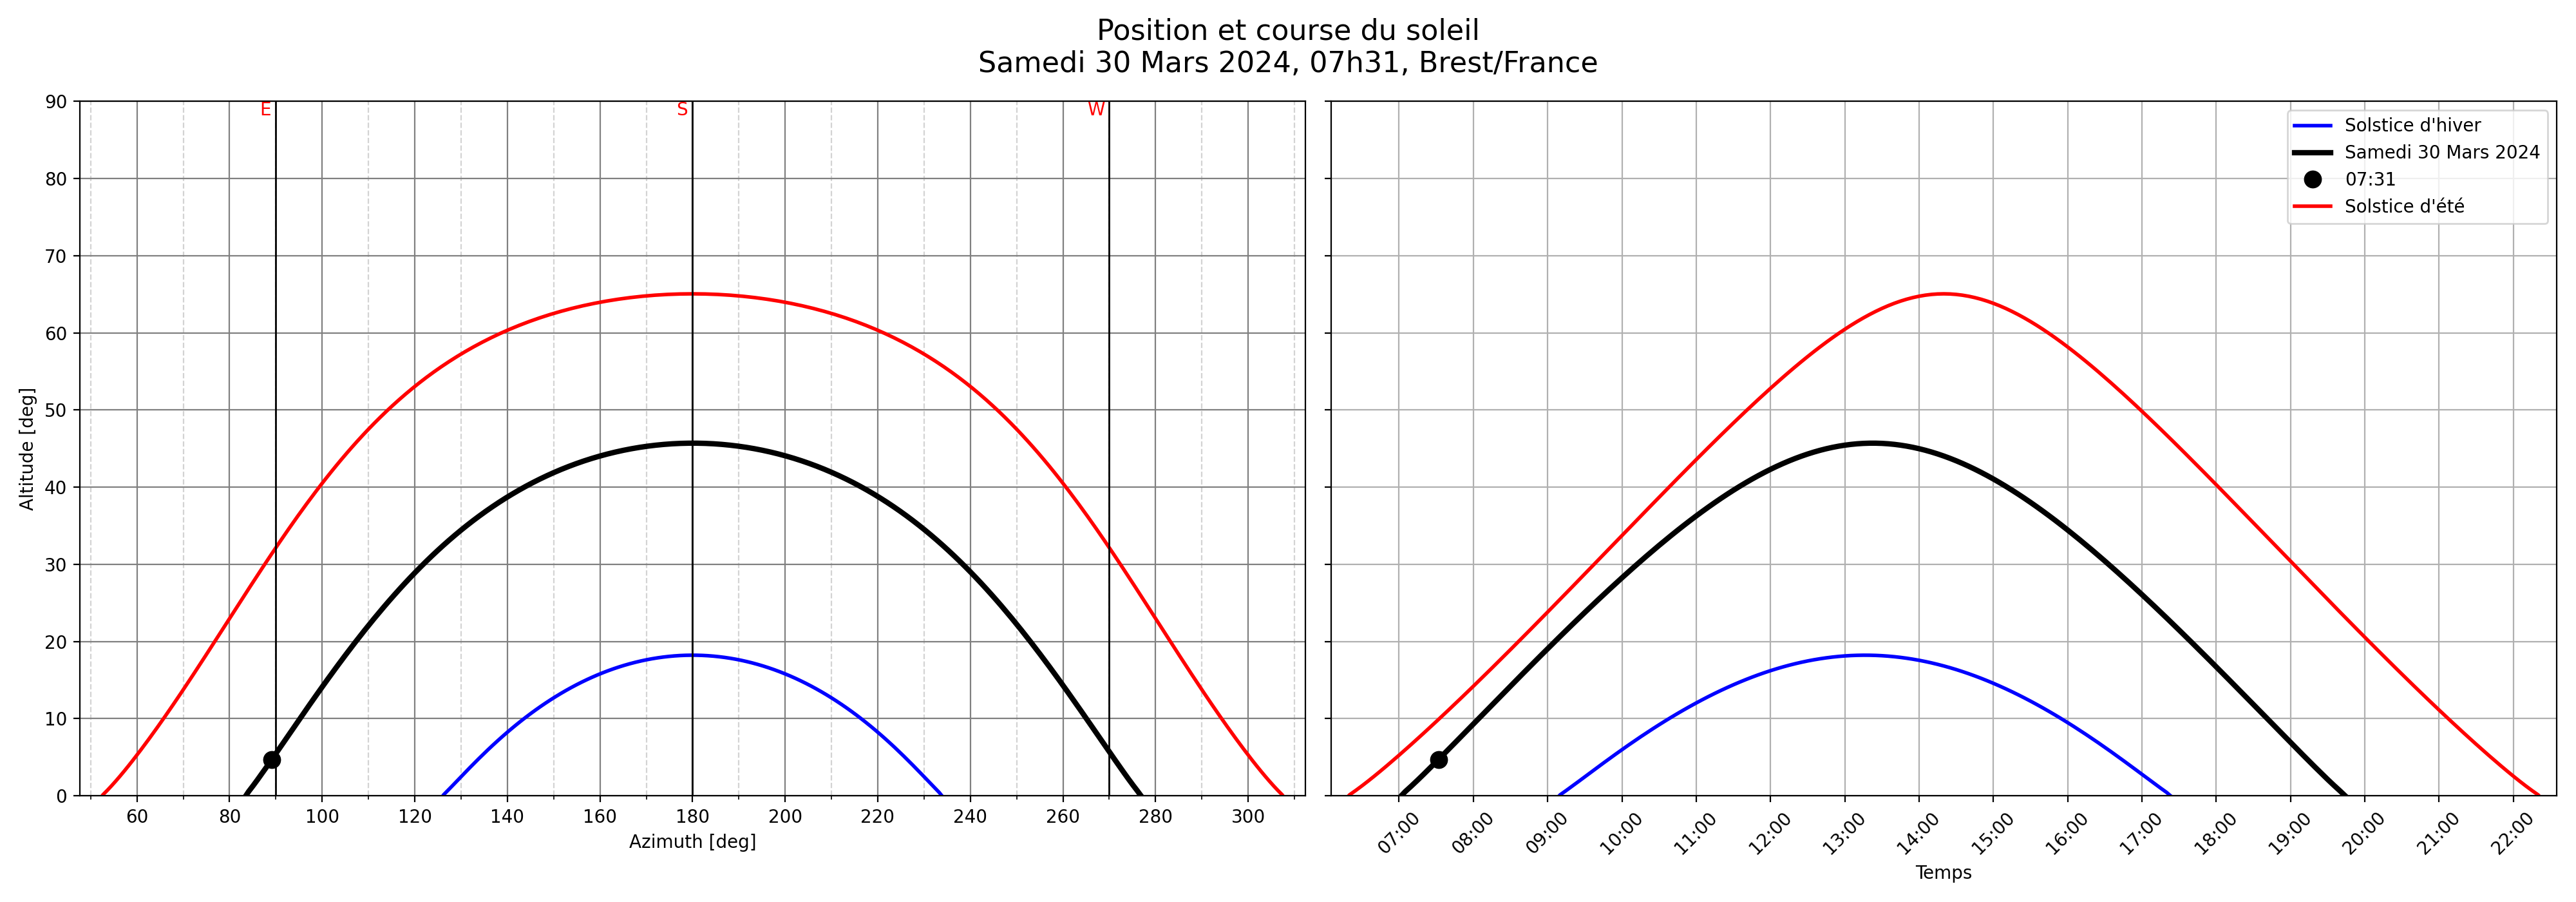 Position et course du soleil
Samedi 30 Mars 2024, 07h31, Brest/France
E
S
W
Altitude [deg]
90
80
70
60
50
40
30
20
10
0
60 80 100 120 140 160 180 200 220 240 260 280 300
Azimuth [deg]
Solstice d'hiver
Samedi 30 Mars 2024
07:31
Solstice d'été
07:00 08:00 09:00 10:00 11:00 12:00 13:00 14:00 15:00 16:00 17:00 18:00 19:00 20:00 21:00 22:00
Temps